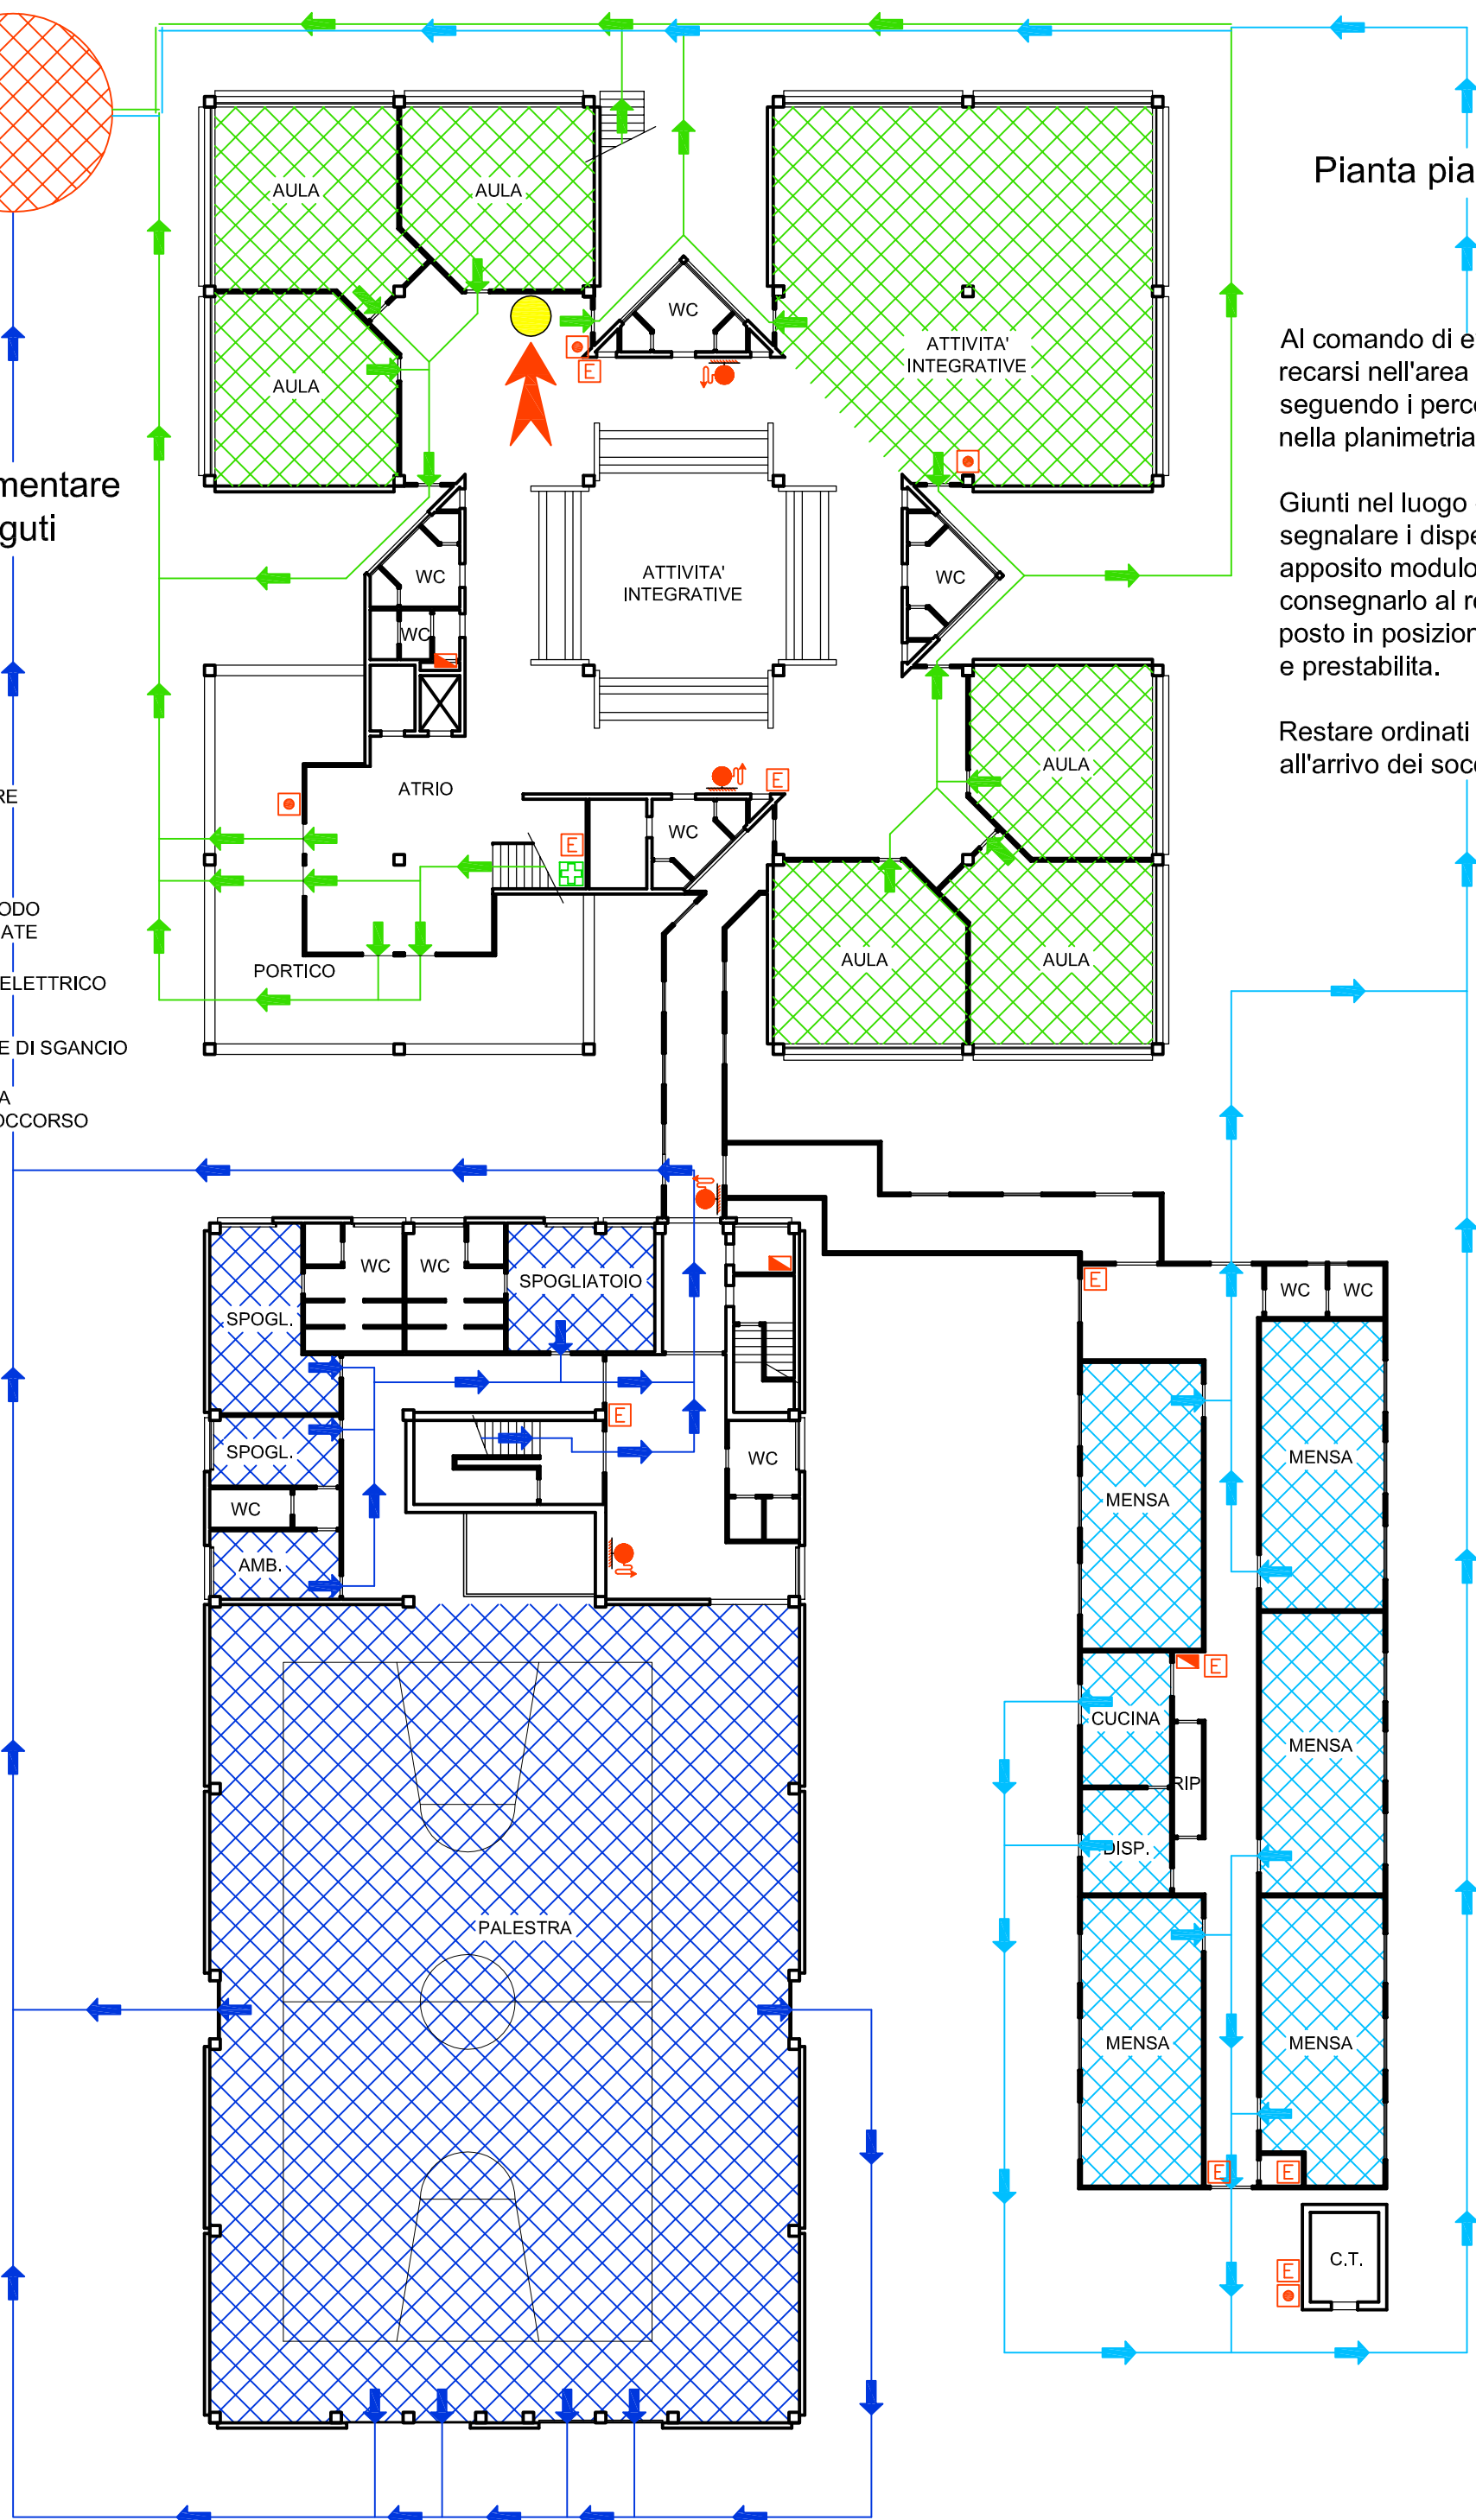 Pianta pia
AULA
AULA
WC
ATTIVITA'
INTEGRATIVE
AULA
E
Al comando di e
recarsi nell'area
seguendo i perco
nella planimetria
mentare
guti
Giunti nel luogo
segnalare i dispe
apposito modulo
consegnarlo al re
posto in posizion
e prestabilita.
WC
ATTIVITA'
INTEGRATIVE
WC
WC
Restare ordinati
all'arrivo dei socc
AULA
ATRIO
E
RE
WC
E
ODO
ATE
PORTICO
AULA
AULA
ELETTRICO
E DI SGANCIO
A
OCCORSO
WC
WC
SPOGLIATOIO
E
WC
WC
SPOGL.
E
SPOGL.
WC
MENSA
MENSA
WC
AMB.
E
CUCINA
MENSA
RIP
DISP.
PALESTRA
MENSA
MENSA
E
E
C.T.
E